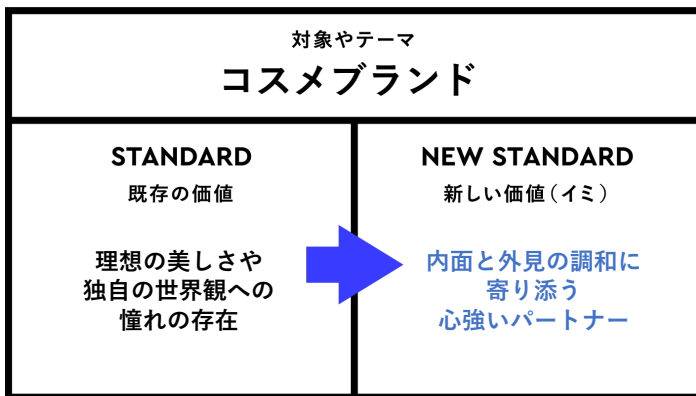 対象やテーマ
コスメブランド
STANDARD
既存の価値
理想の美しさや
独自の世界観への
憧れの存在
NEW STANDARD
新しい価値（イミ）
内面と外見の調和に
寄り添う
心強いパートナー